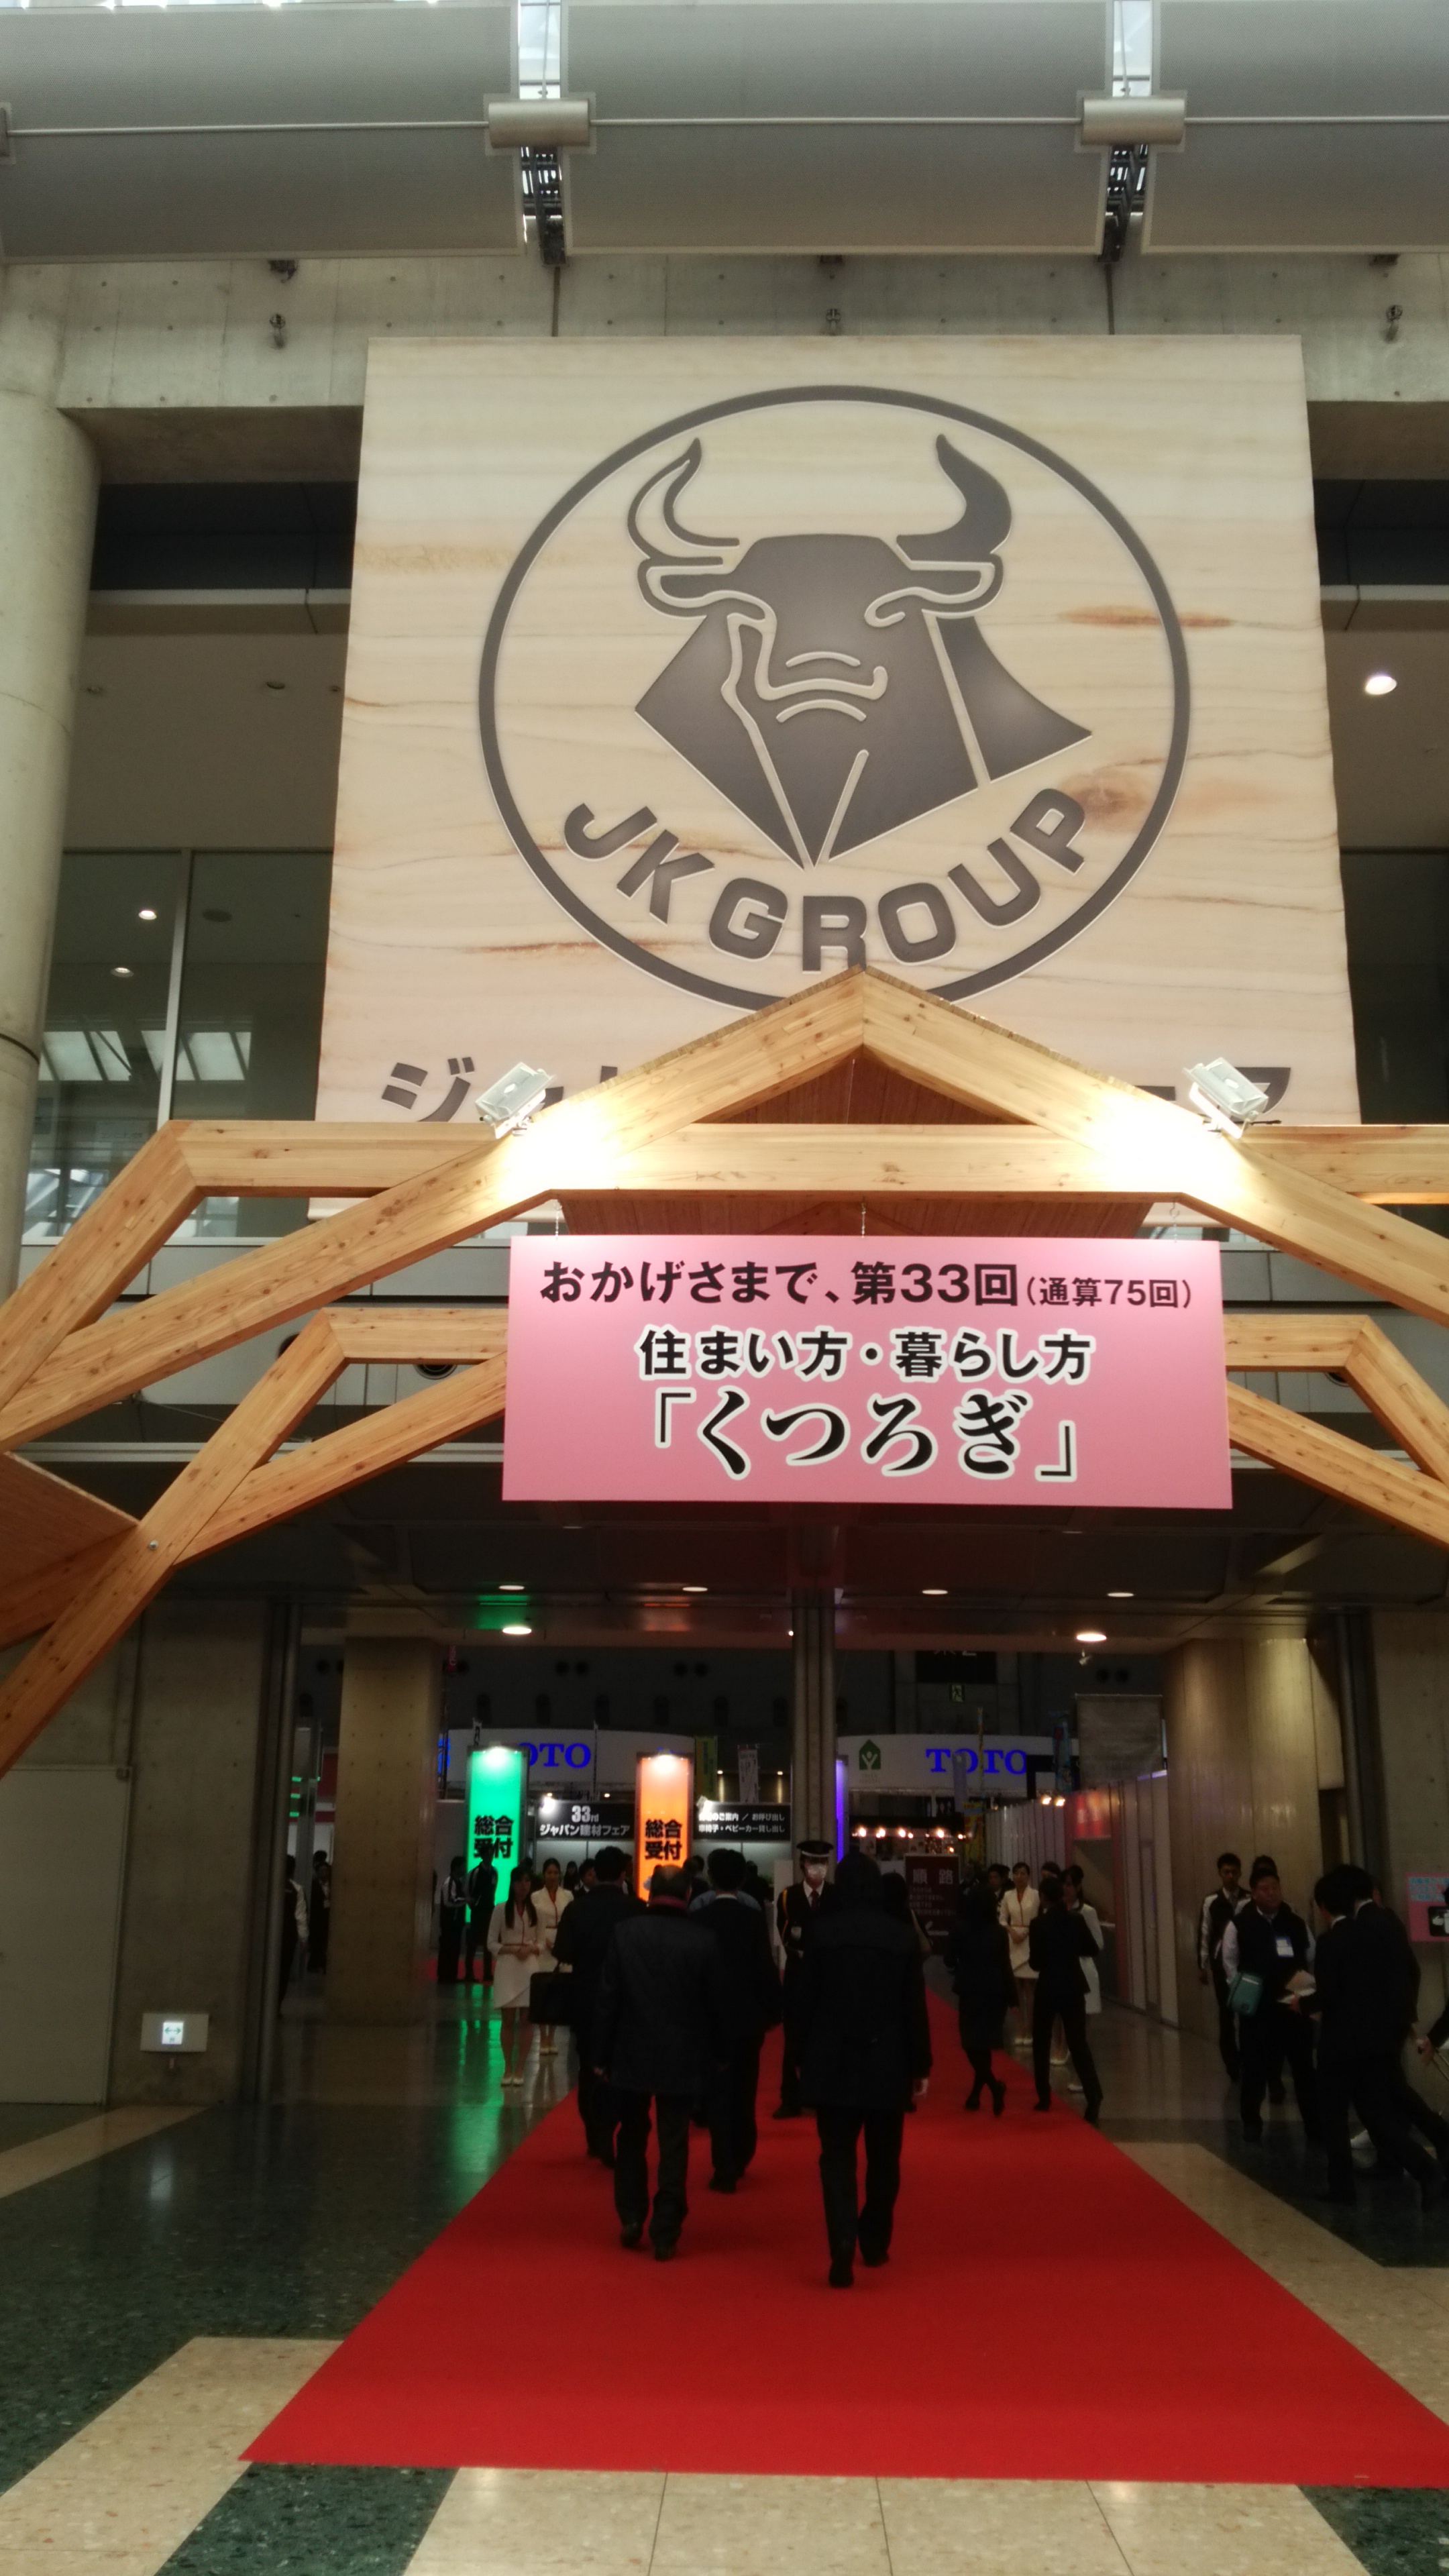 JK GROUP
おかげさまで、第33回(通算75回)
住まい方・暮らし方
「くつろぎ」
TOTO
TOTO
総合
受付
33rd
ジャパン建材フェア
総合
受付
順路